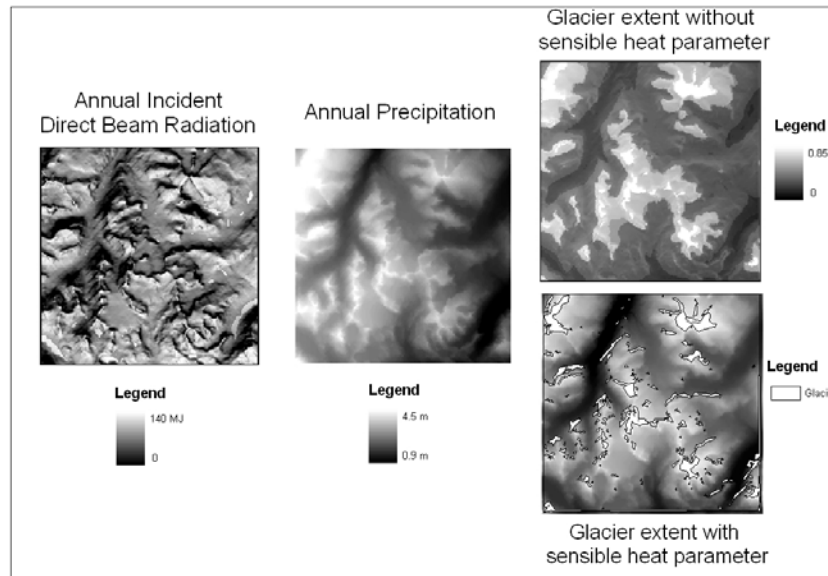 Glacier extent without
sensible heat parameter
Annual Incident
Direct Beam Radiation
Annual Precipitation
Legend
0.85
0
Legend
140 MJ
0
Legend
4.5 m
0.9 m
Legend
Glacier extent with
sensible heat parameter